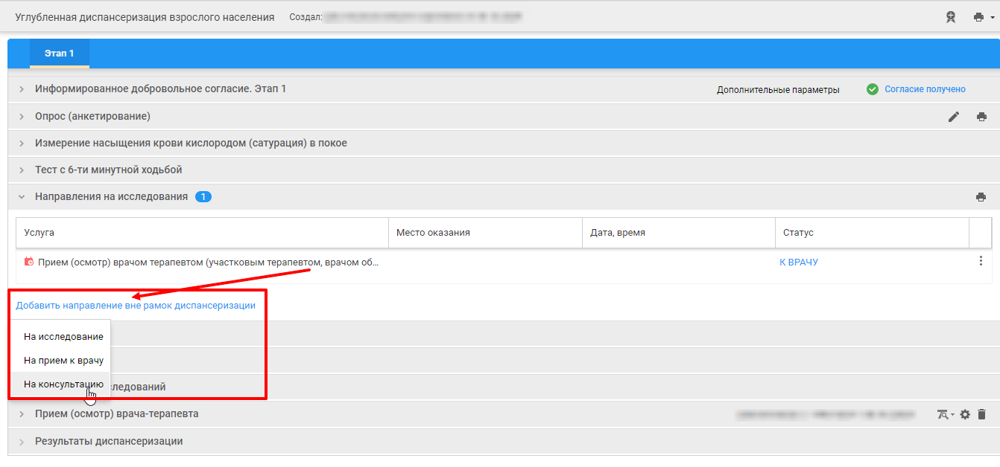 Углубленная диспансеризация взрослого населения Создал:
Этап 1
Информированное добровольное согласие. Этап 1 Дополнительные параметры Согласие получено
Опрос (анкетирование)
Измерение насыщения крови кислородом (сатурация) в покое
Тест с 6-ти минутной ходьбой
Направления на исследования 1
Услуга Место оказания Дата, время Статус
Прием (осмотр) врачом терапевтом (участковым терапевтом, врачом об... К ВРАЧУ
Добавить направление вне рамок диспансеризации
На исследование
На прием к врачу
На консультацию следований
Прием (осмотр) врача-терапевта
Результаты диспансеризации